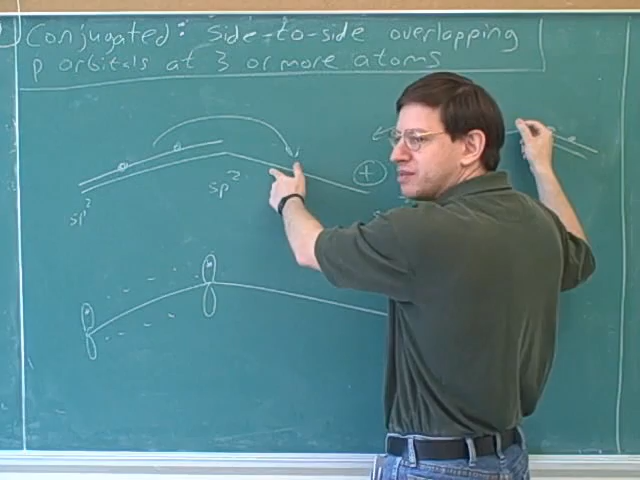 Conjugated: Side-to-side overlapping
p orbitals at 3 or more atoms
sp²
sp²
+